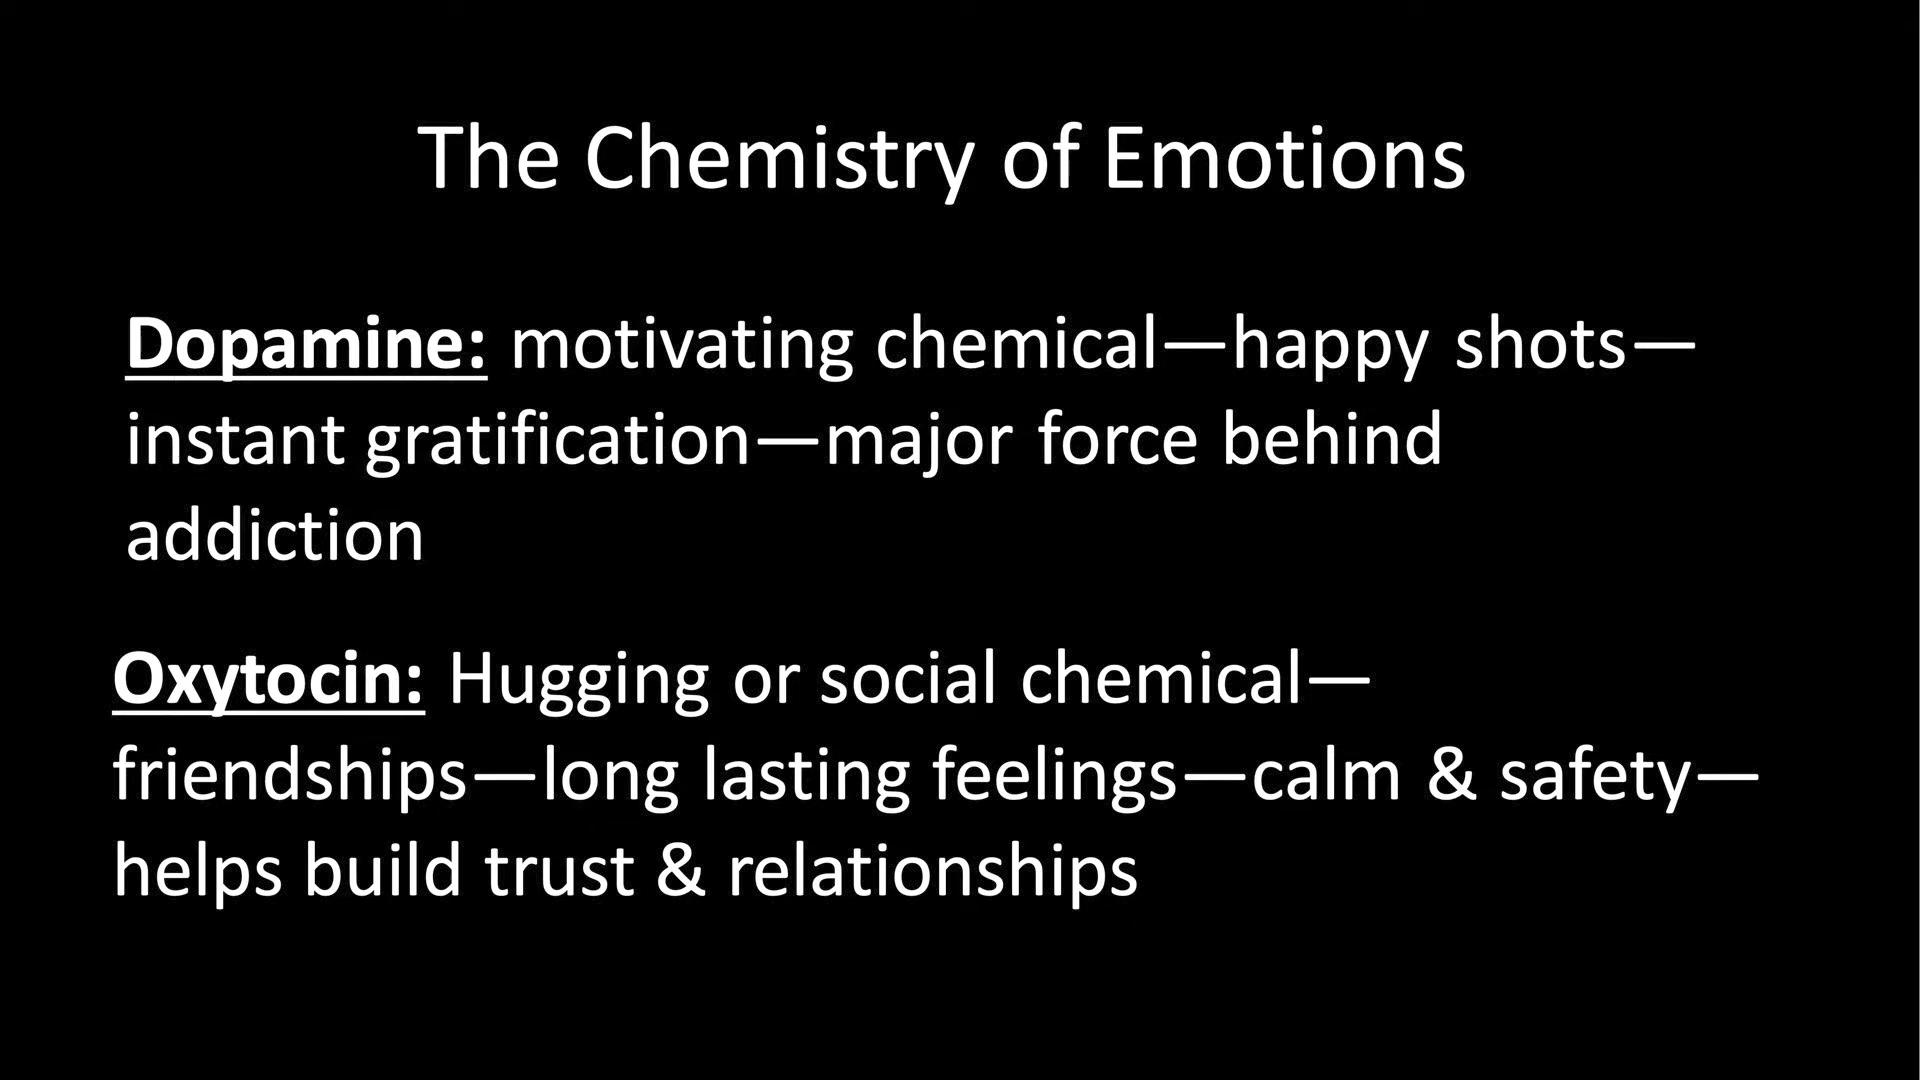 The Chemistry of Emotions
Dopamine: motivating chemical—happy shots—
instant gratification—major force behind
addiction
Oxytocin: Hugging or social chemical—
friendships—long lasting feelings—calm & safety—
helps build trust & relationships